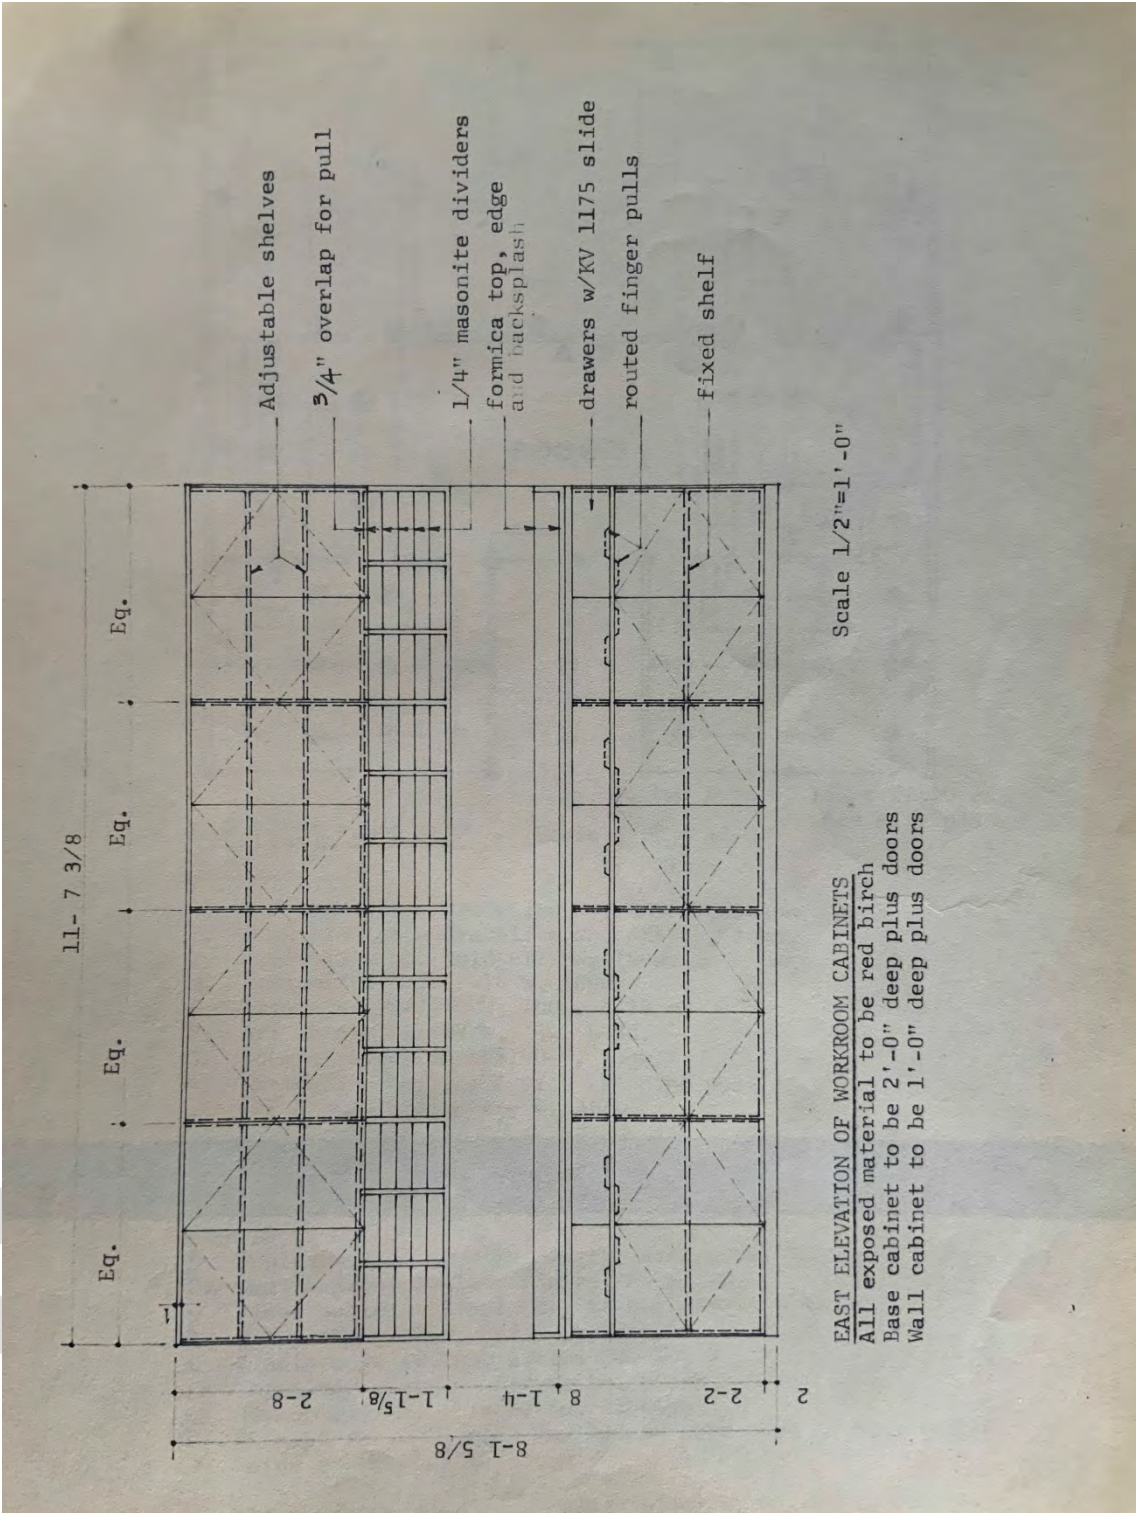 11- 7 3/8
Eq.
Eq.
Eq.
Eq.
1
2-8
1-1 5/8
1-4
8
2-2
2
8-1 5/8
Adjustable shelves
3/4" overlap for pull
1/4" masonite dividers
formica top, edge
and backsplash
drawers w/KV 1175 slide
routed finger pulls
fixed shelf
Scale 1/2"=1'-0"
EAST ELEVATION OF WORKROOM CABINETS
All exposed material to be red birch
Base cabinet to be 2'-0" deep plus doors
Wall cabinet to be 1'-0" deep plus doors